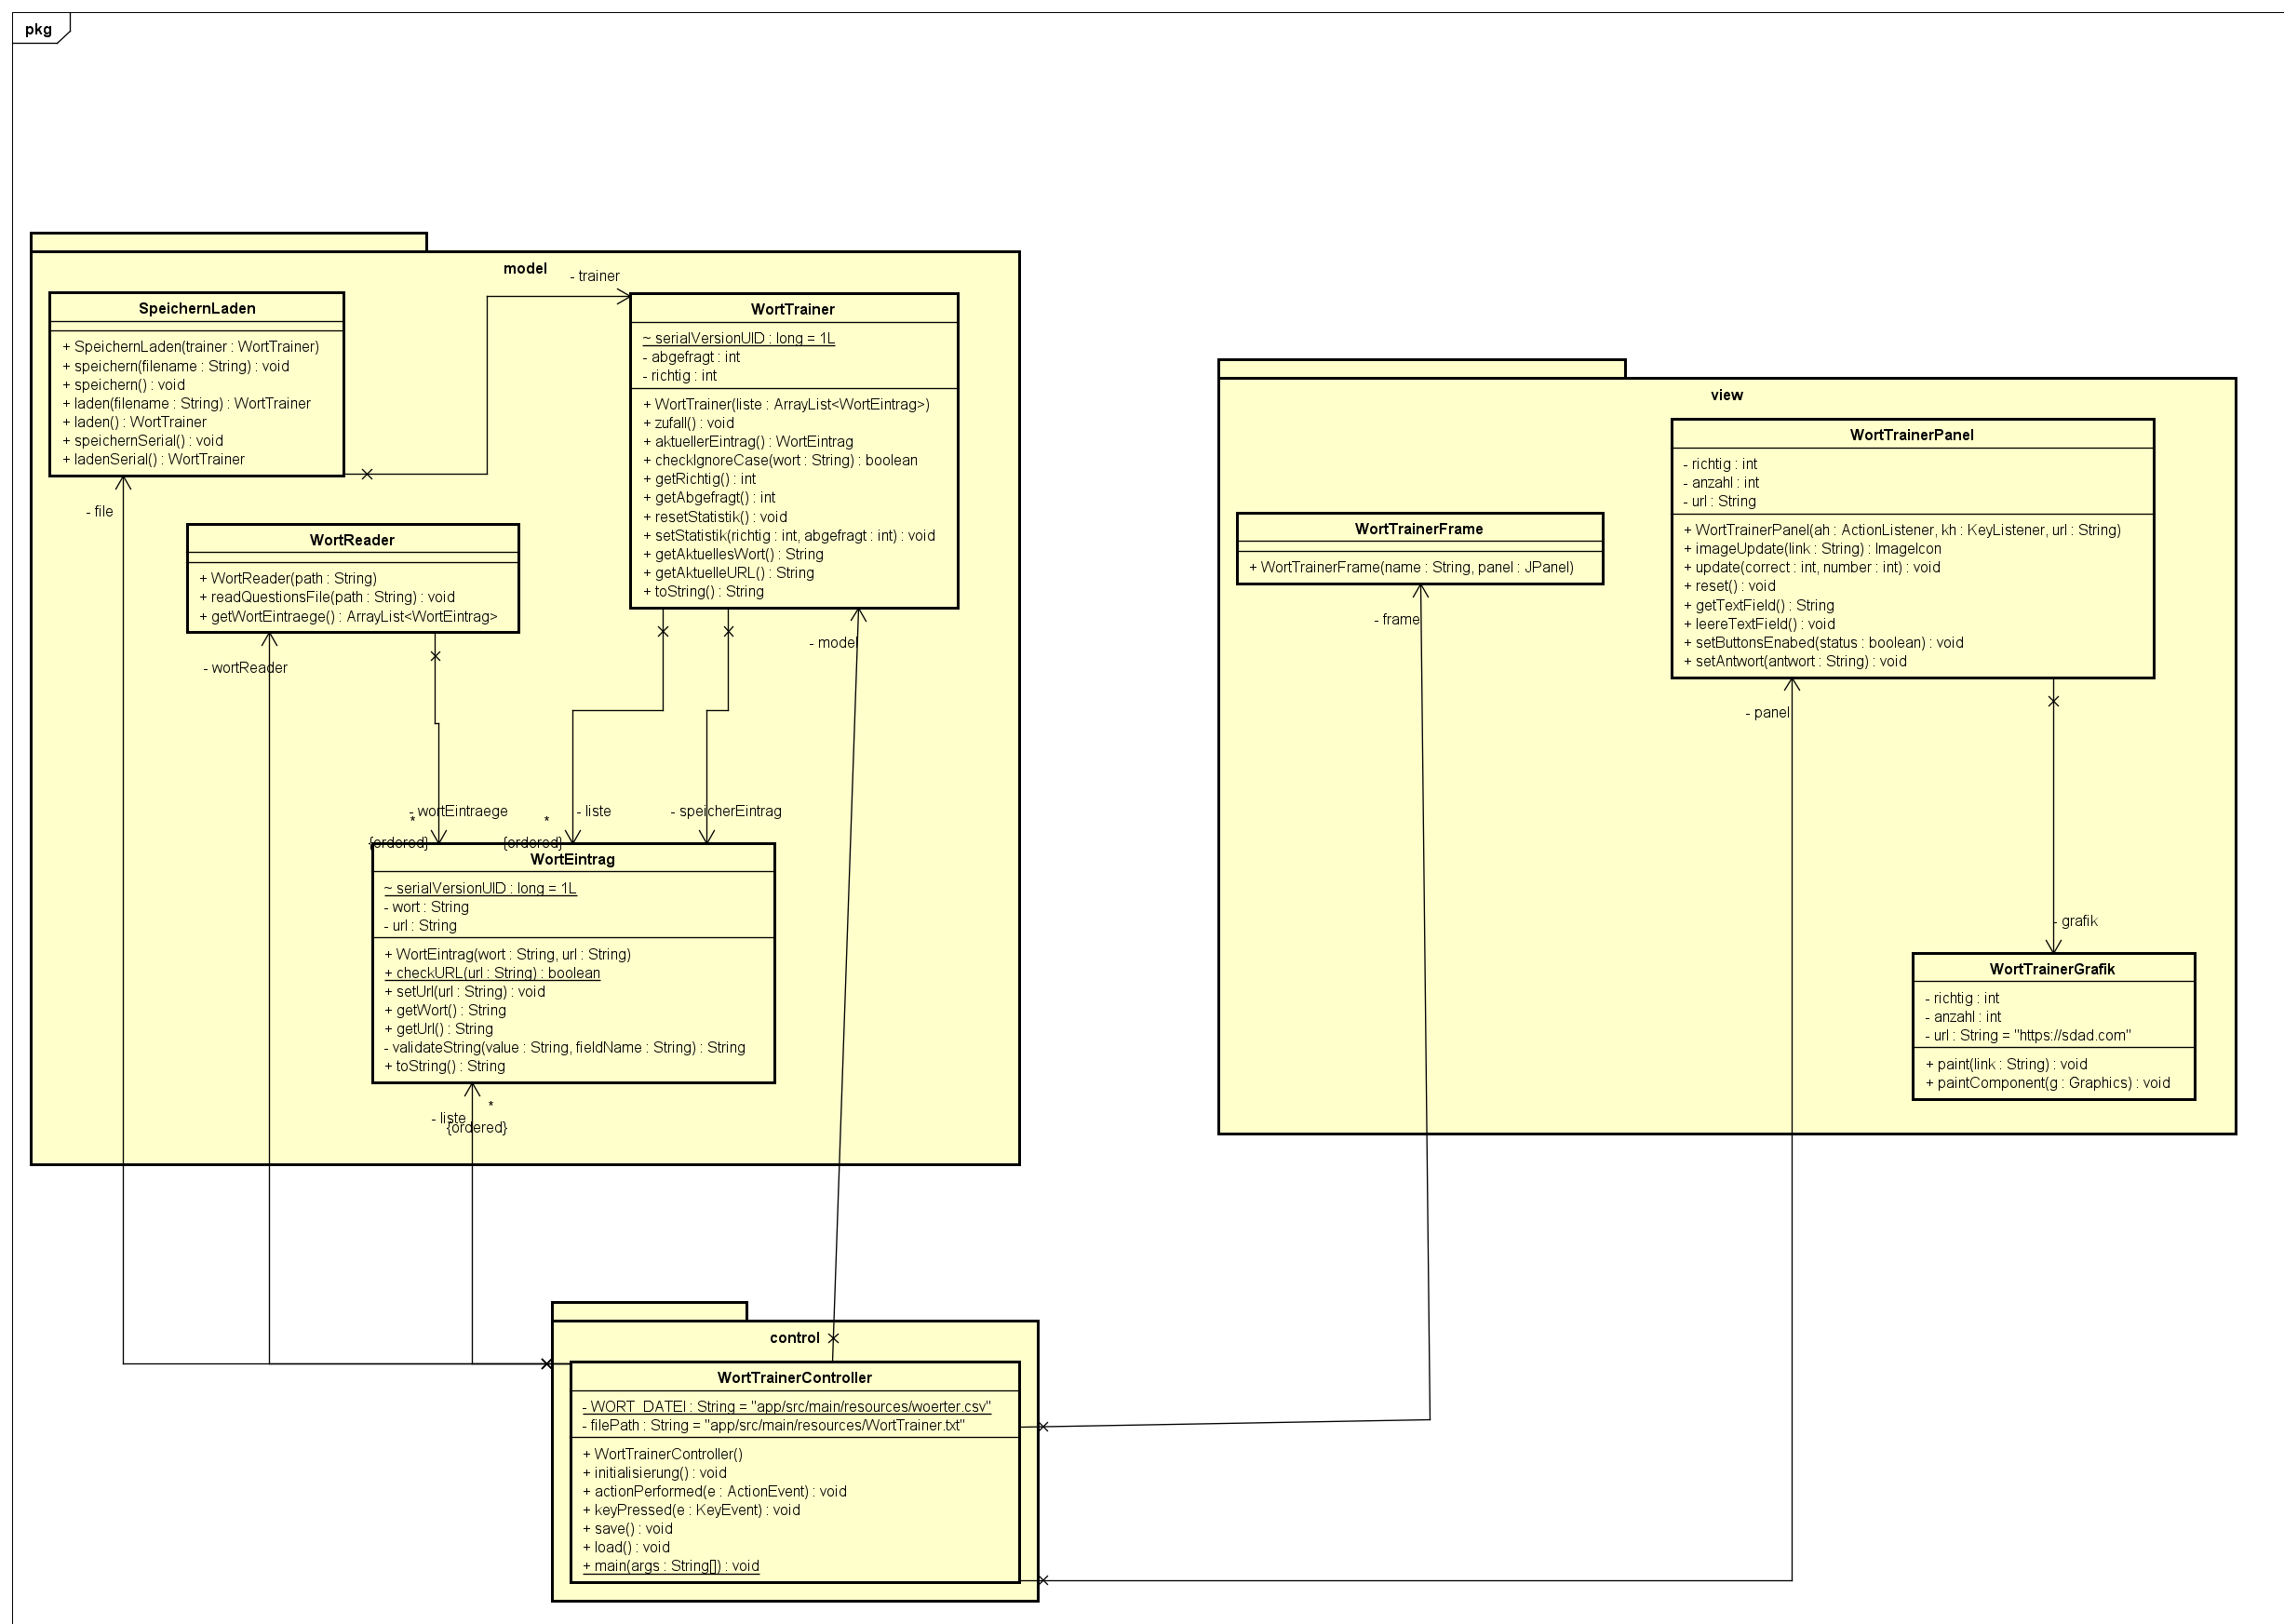 pkg
model
- trainer
SpeichernLaden
+ SpeichernLaden(trainer : WortTrainer)
+ speichern(filename : String) : void
+ speichern() : void
+ laden(filename : String) : WortTrainer
+ laden() : WortTrainer
+ speichernSerial() : void
+ ladenSerial() : WortTrainer
- file
WortTrainer
~ serialVersionUID : long = 1L
- abgefragt : int
- richtig : int
+ WortTrainer(liste : ArrayList<WortEintrag>)
+ zufall() : void
+ aktuellerEintrag() : WortEintrag
+ checkIgnoreCase(wort : String) : boolean
+ getRichtig() : int
+ getAbgefragt() : int
+ resetStatistik() : void
+ setStatistik(richtig : int, abgefragt : int) : void
+ getAktuellesWort() : String
+ getAktuelleURL() : String
+ toString() : String
- model
WortReader
+ WortReader(path : String)
+ readQuestionsFile(path : String) : void
+ getWortEintraege() : ArrayList<WortEintrag>
- wortReader
- wortEintraege
*
{ordered}
- liste
*
{ordered}
- speicherEintrag
WortEintrag
~ serialVersionUID : long = 1L
- wort : String
- url : String
+ WortEintrag(wort : String, url : String)
+ checkURL(url : String) : boolean
+ setUrl(url : String) : void
+ getWort() : String
+ getUrl() : String
- validateString(value : String, fieldName : String) : String
+ toString() : String
- liste
*
{ordered}
view
WortTrainerFrame
+ WortTrainerFrame(name : String, panel : JPanel)
- frame
WortTrainerPanel
- richtig : int
- anzahl : int
- url : String
+ WortTrainerPanel(ah : ActionListener, kh : KeyListener, url : String)
+ imageUpdate(link : String) : ImageIcon
+ update(correct : int, number : int) : void
+ reset() : void
+ getTextField() : String
+ leereTextField() : void
+ setButtonsEnabed(status : boolean) : void
+ setAntwort(antwort : String) : void
- panel
- grafik
WortTrainerGrafik
- richtig : int
- anzahl : int
- url : String = "https://sdad.com"
+ paint(link : String) : void
+ paintComponent(g : Graphics) : void
control
WortTrainerController
- WORT_DATEI : String = "app/src/main/resources/woerter.csv"
- filePath : String = "app/src/main/resources/WortTrainer.txt"
+ WortTrainerController()
+ initialisierung() : void
+ actionPerformed(e : ActionEvent) : void
+ keyPressed(e : KeyEvent) : void
+ save() : void
+ load() : void
+ main(args : String[]) : void